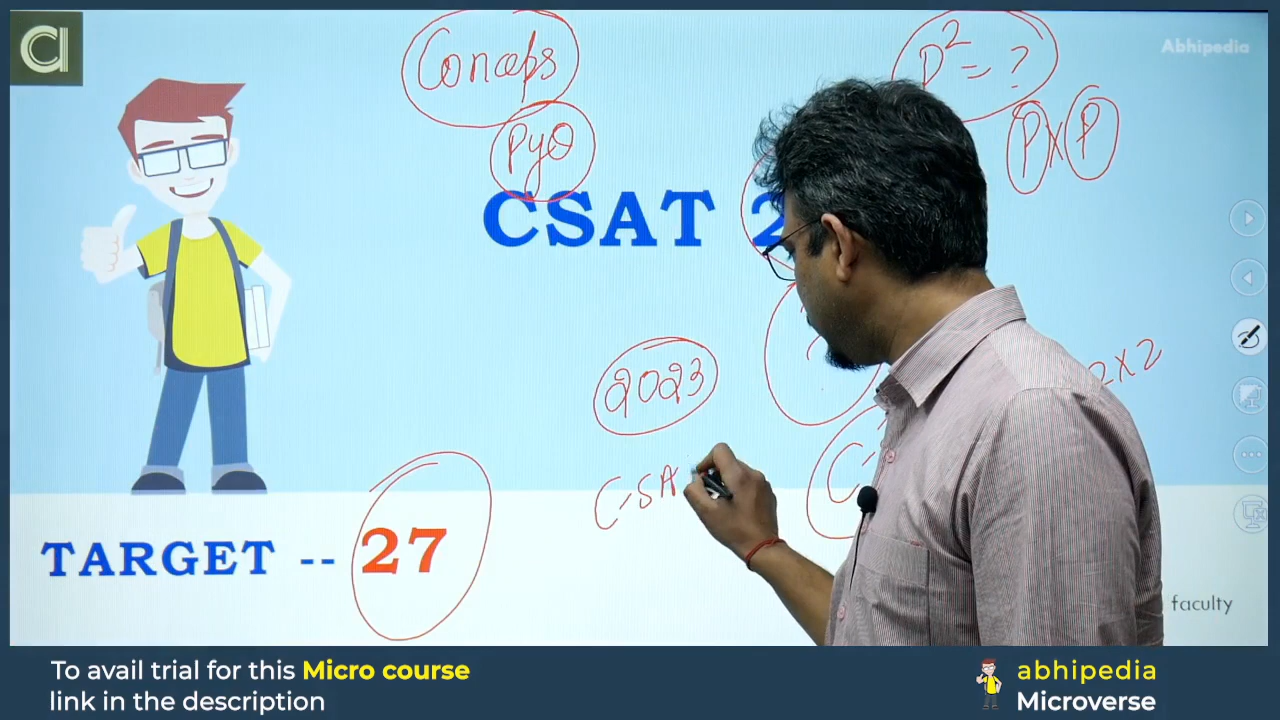 Abhipedia
Conceps
P² = ?
PYQ
P X P
CSAT 2
2023
2 X 2
C-SA
C-
TARGET -- 27
faculty
To avail trial for this Micro course
link in the description
abhipedia
Microverse